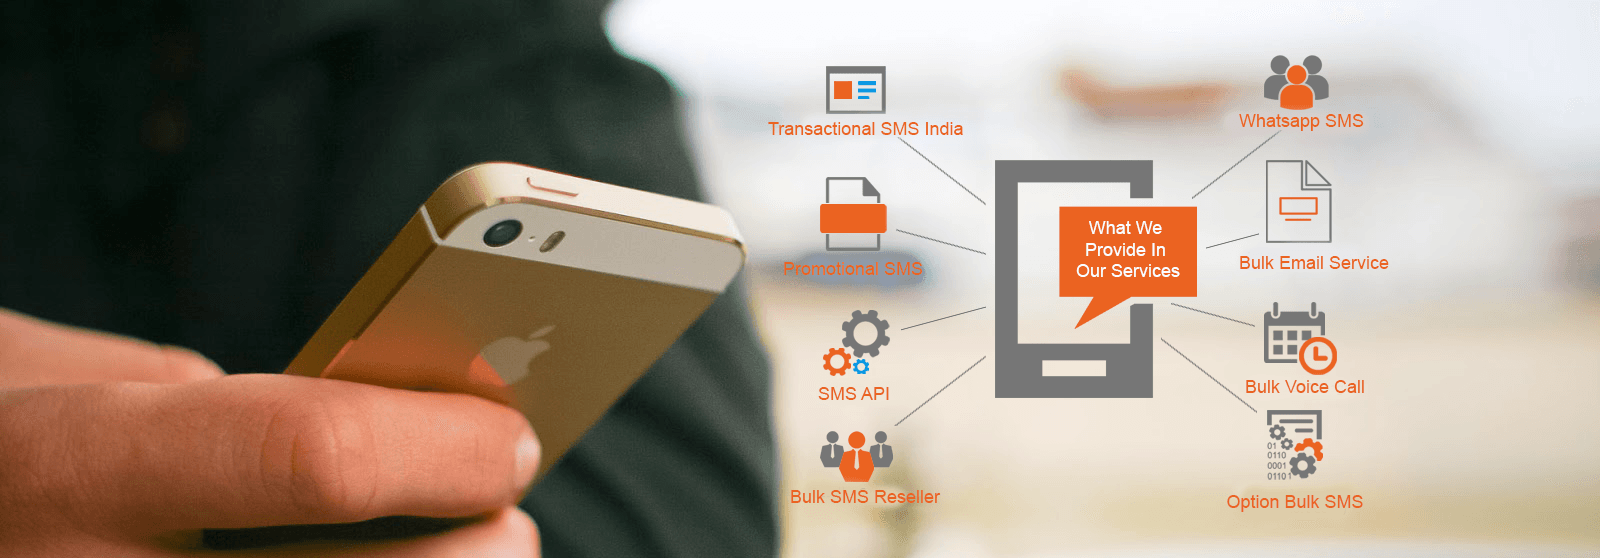 Transactional SMS India
Promotional SMS
SMS API
Bulk SMS Reseller
What We
Provide In
Our Services
Whatsapp SMS
Bulk Email Service
Bulk Voice Call
01
0110
0001
01101
Option Bulk SMS